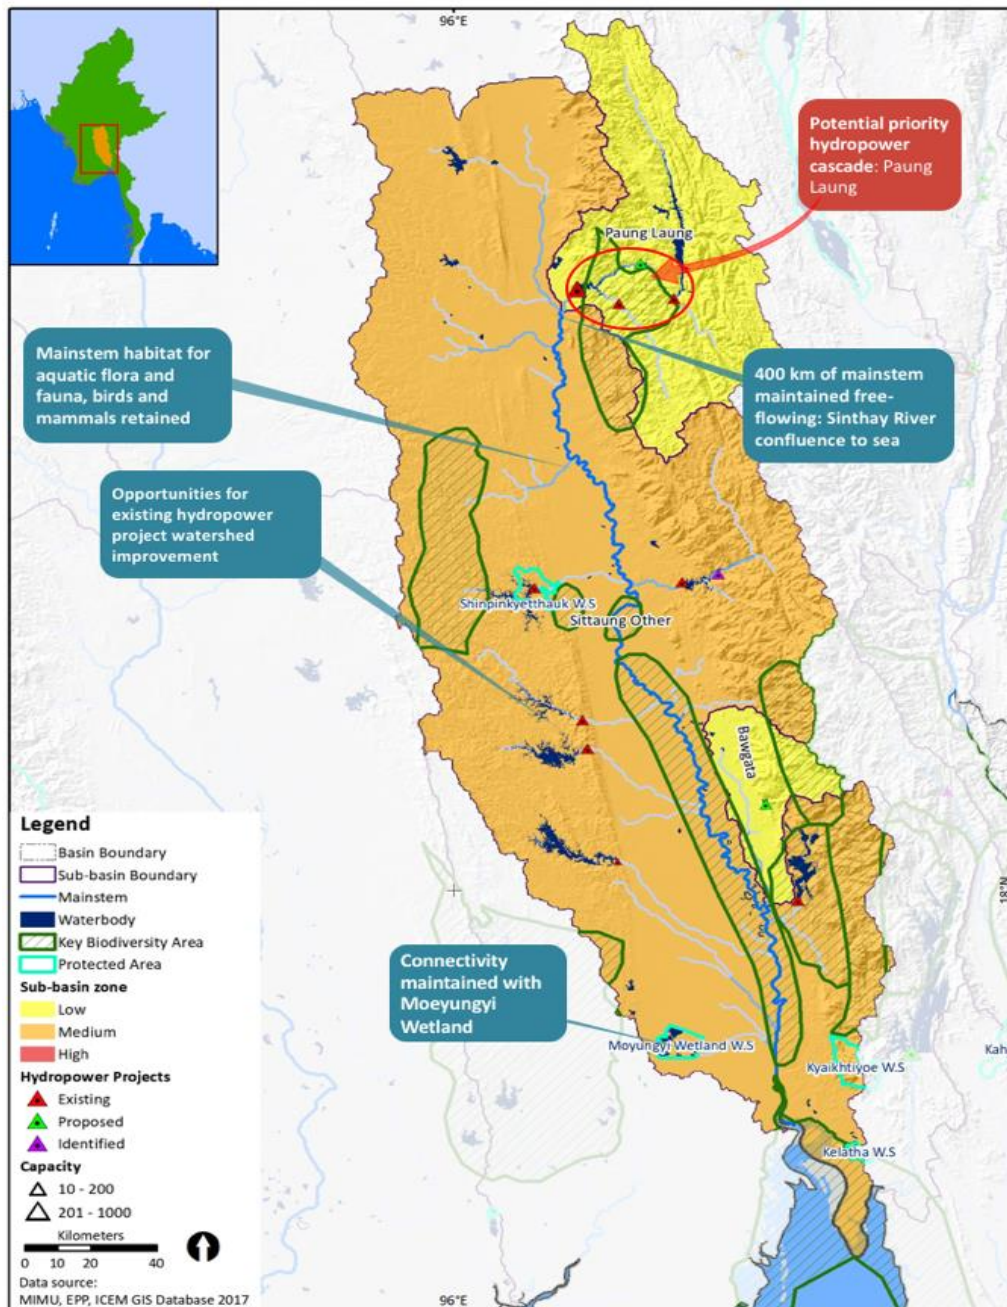 96°E
Potential priority
hydropower
cascade: Paung
Laung
Paung Laung
Mainstem habitat for
aquatic flora and
fauna, birds and
mammals retained
400 km of mainstem
maintained free-
flowing: Sinthay River
confluence to sea
Opportunities for
existing hydropower
project watershed
improvement
Shinpinkyetthauk W.S
Sittaung Other
Bawgata
18°N
Connectivity
maintained with
Moeyungyi
Wetland
Moyungyi Wetland W.S
Kyaikhtiyoe W.S
Kah
Kelatha W.S
Legend
Basin Boundary
Sub-basin Boundary
Mainstem
Waterbody
Key Biodiversity Area
Protected Area
Sub-basin zone
Low
Medium
High
Hydropower Projects
Existing
Proposed
Identified
Capacity
10 - 200
201 - 1000
Kilometers
0 10 20 40
Data source:
MIMU, EPP, ICEM GIS Database 2017
96°E